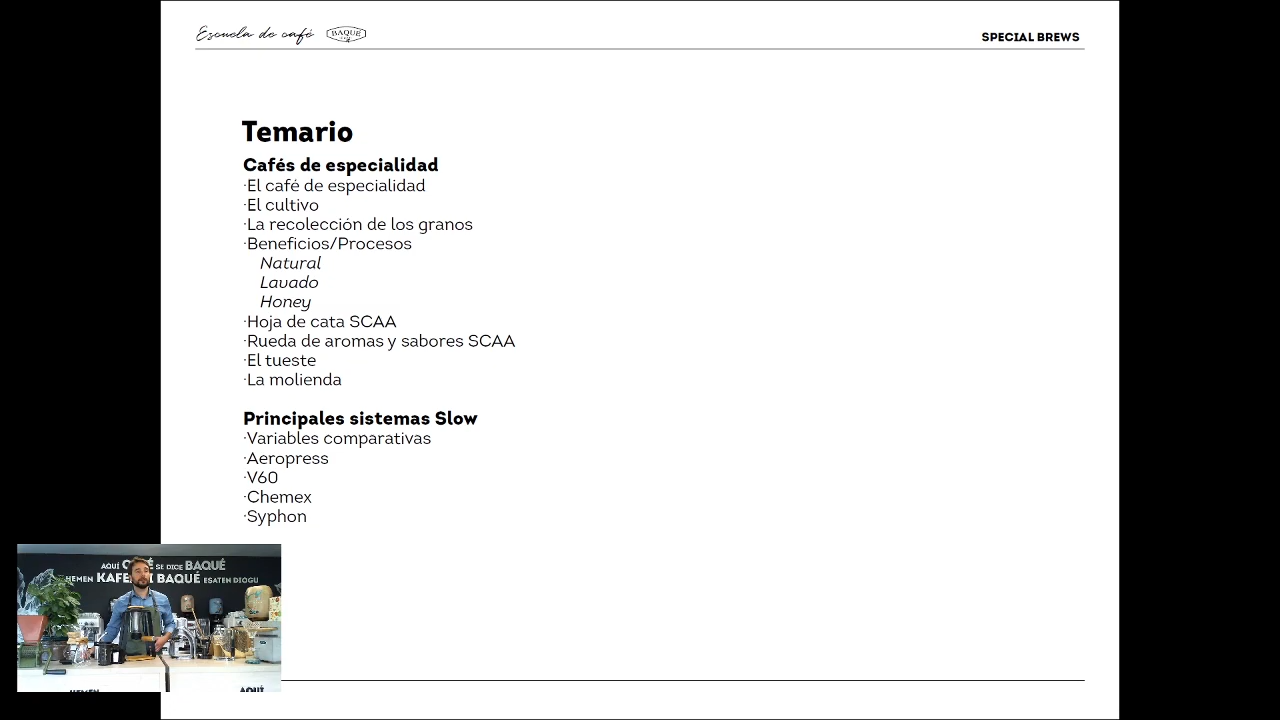 Escuela de café BAQUÉ
SPECIAL BREWS
Temario
Cafés de especialidad
·El café de especialidad
·El cultivo
·La recolección de los granos
·Beneficios/Procesos
Natural
Lavado
Honey
·Hoja de cata SCAA
·Rueda de aromas y sabores SCAA
·El tueste
·La molienda
Principales sistemas Slow
·Variables comparativas
·Aeropress
·V60
·Chemex
·Syphon
AQUÍ SE DICE BAQUÉ
HEMEN BAQUÉ ESATEN DIOGU
HEMEN
AQUÍ